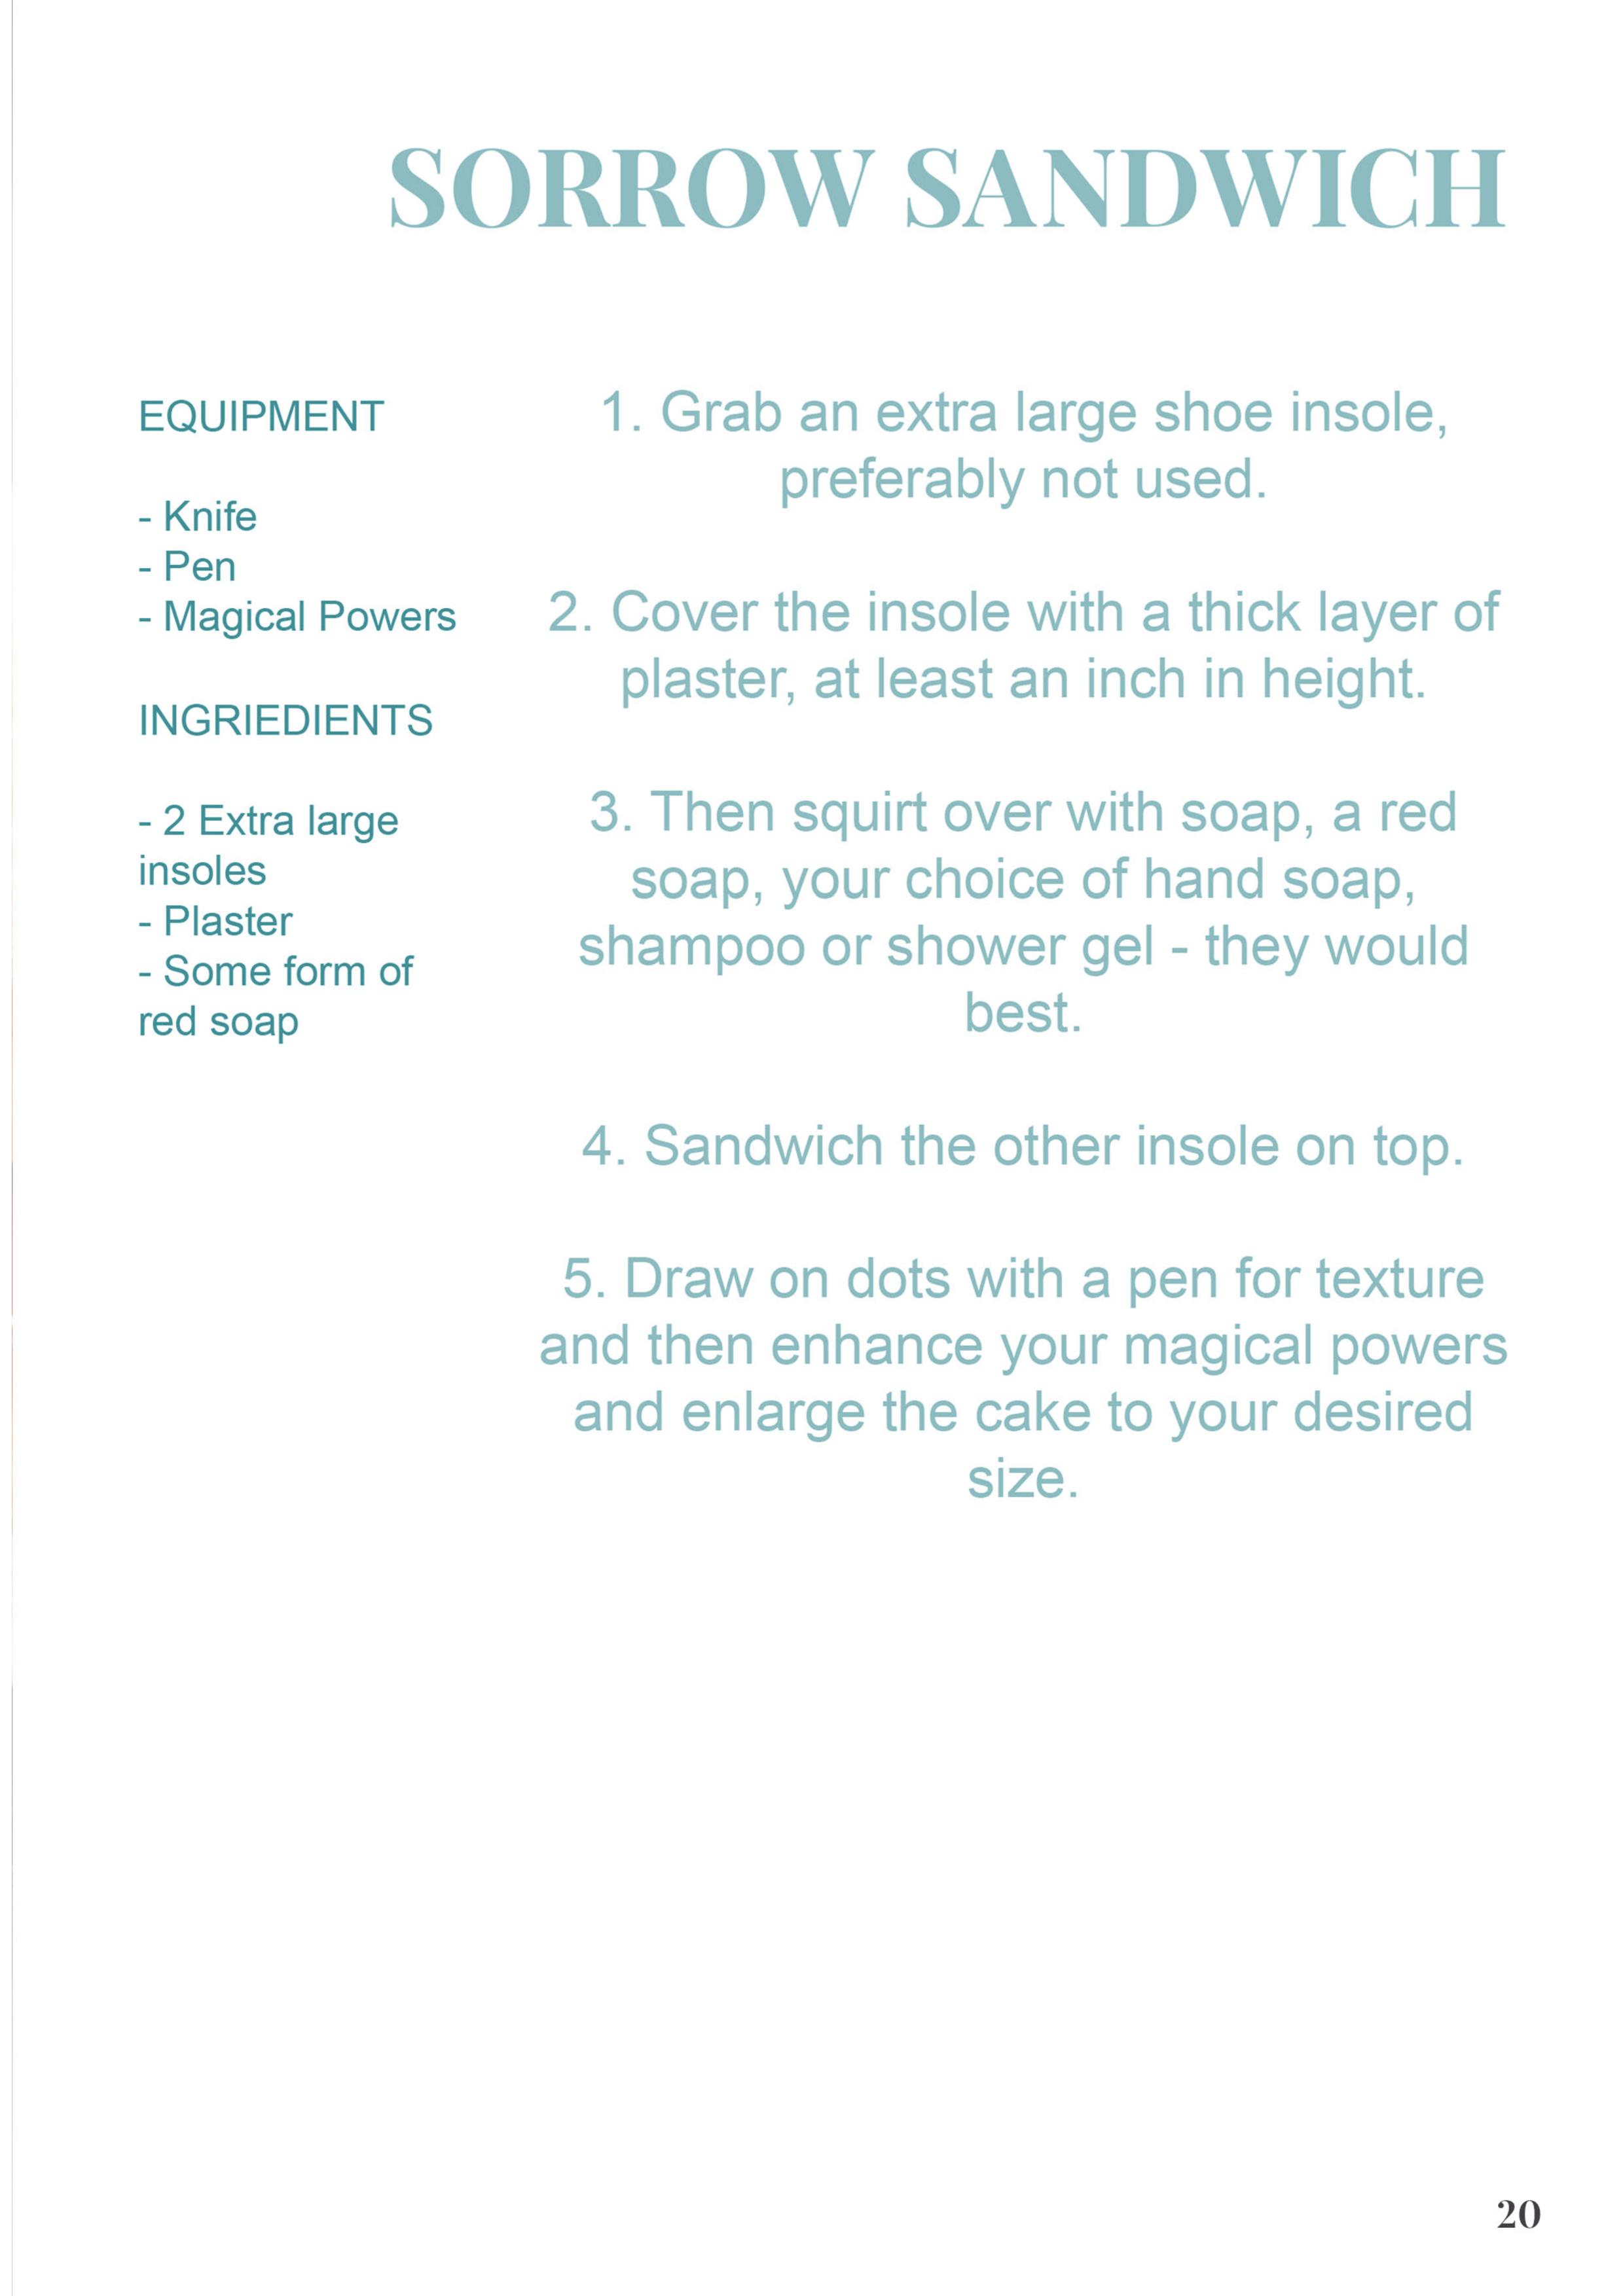 SORROW SANDWICH
EQUIPMENT
- Knife
- Pen
- Magical Powers
INGRIEDIENTS
- 2 Extra large
insoles
- Plaster
- Some form of
red soap
1. Grab an extra large shoe insole,
preferably not used.
2. Cover the insole with a thick layer of
plaster, at least an inch in height.
3. Then squirt over with soap, a red
soap, your choice of hand soap,
shampoo or shower gel - they would
best.
4. Sandwich the other insole on top.
5. Draw on dots with a pen for texture
and then enhance your magical powers
and enlarge the cake to your desired
size.
20